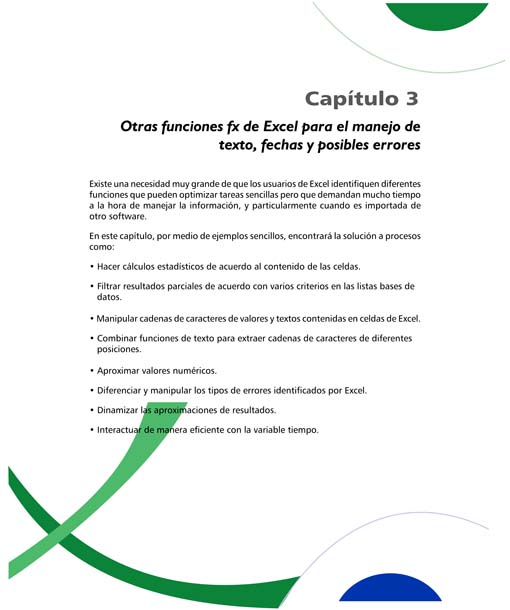 Capítulo 3
Otras funciones fx de Excel para el manejo de
texto, fechas y posibles errores
Existe una necesidad muy grande de que los usuarios de Excel identifiquen diferentes
funciones que pueden optimizar tareas sencillas pero que demandan mucho tiempo
a la hora de manejar la información, y particularmente cuando es importada de
otro software.
En este capítulo, por medio de ejemplos sencillos, encontrará la solución a procesos
como:
• Hacer cálculos estadísticos de acuerdo al contenido de las celdas.
• Filtrar resultados parciales de acuerdo con varios criterios en las listas bases de
datos.
• Manipular cadenas de caracteres de valores y textos contenidas en celdas de Excel.
• Combinar funciones de texto para extraer cadenas de caracteres de diferentes
posiciones.
• Aproximar valores numéricos.
• Diferenciar y manipular los tipos de errores identificados por Excel.
• Dinamizar las aproximaciones de resultados.
• Interactuar de manera eficiente con la variable tiempo.